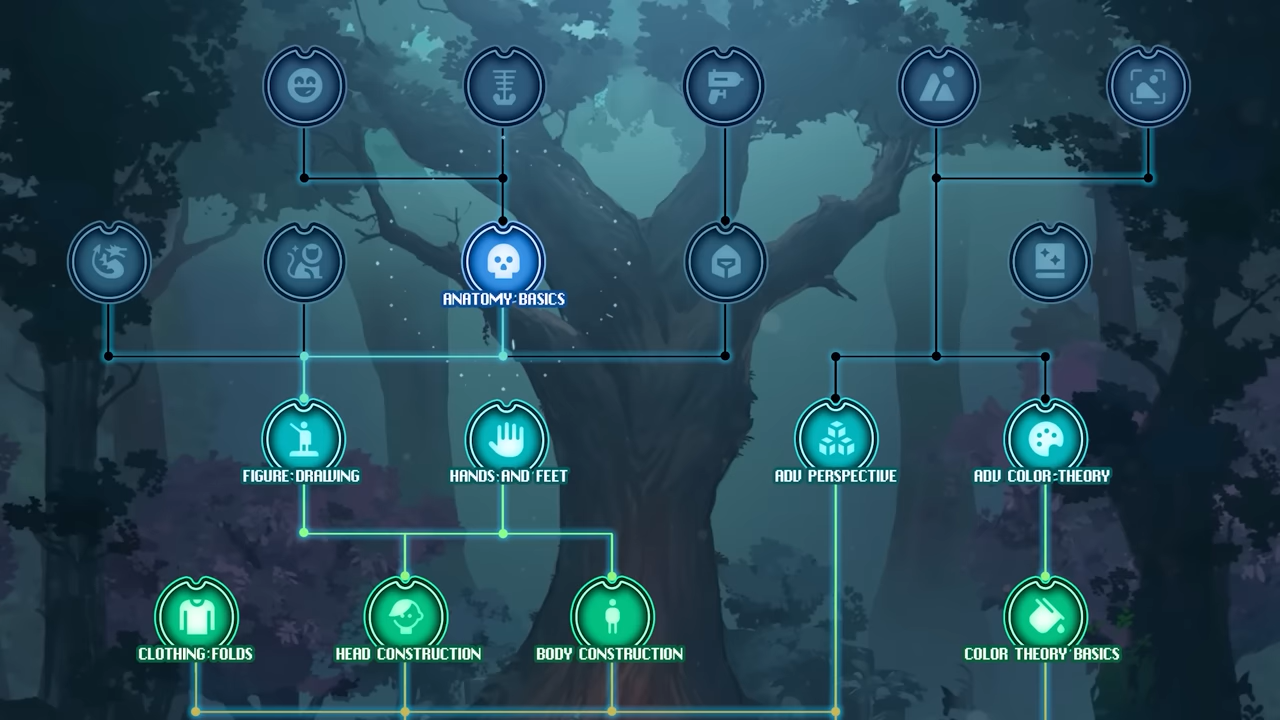 ANATOMY BASICS
FIGURE DRAWING
HANDS AND FEET
ADV PERSPECTIVE
ADV COLOR THEORY
CLOTHING FOLDS
HEAD CONSTRUCTION
BODY CONSTRUCTION
COLOR THEORY BASICS